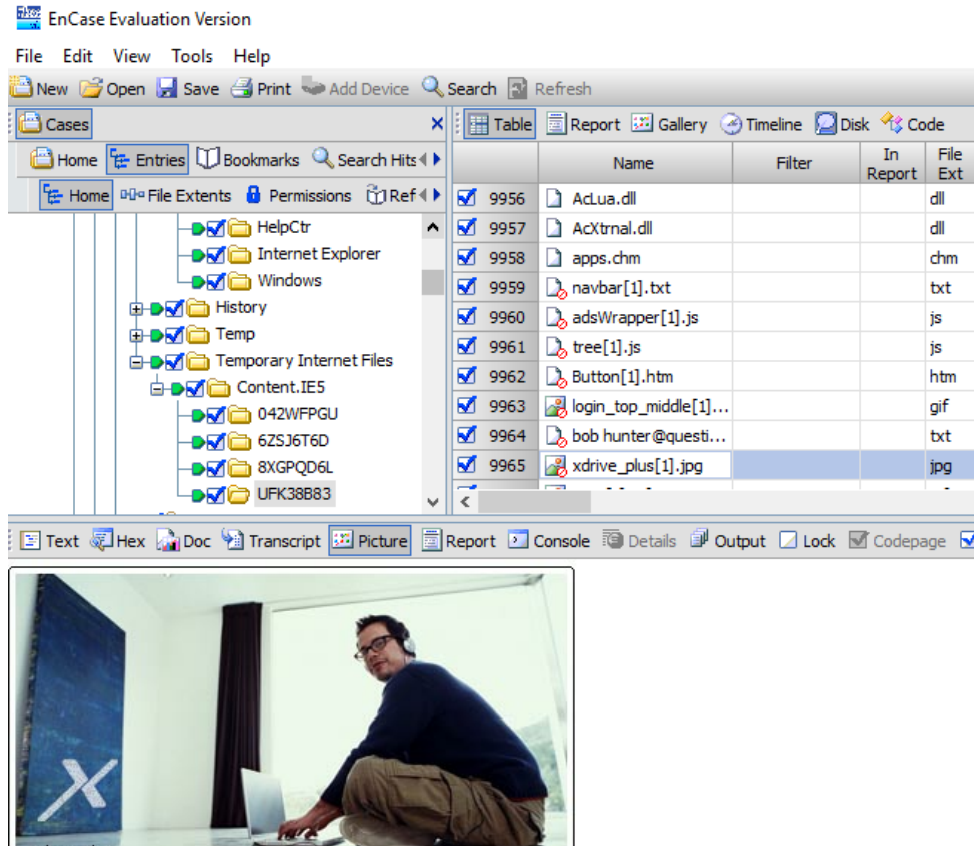 EnCase Evaluation Version
File Edit View Tools Help
New Open Save Print Add Device Search Refresh
Cases × Table Report Gallery Timeline Disk Code
Home Entries Bookmarks Search Hits
Name Filter In Report File Ext
Home File Extents Permissions Ref
9956 AcLua.dll dll
HelpCtr
9957 AcXtrnal.dll dll
Internet Explorer
9958 apps.chm chm
Windows
9959 navbar[1].txt txt
History
9960 adsWrapper[1].js js
Temp
9961 tree[1].js js
Temporary Internet Files
9962 Button[1].htm htm
Content.IE5
9963 login_top_middle[1]... gif
042WFPGU
9964 bob hunter@questi... txt
6ZSJ6T6D
9965 xdrive_plus[1].jpg jpg
8XGPQD6L
UFK38B83
Text Hex Doc Transcript Picture Report Console Details Output Lock Codepage
X